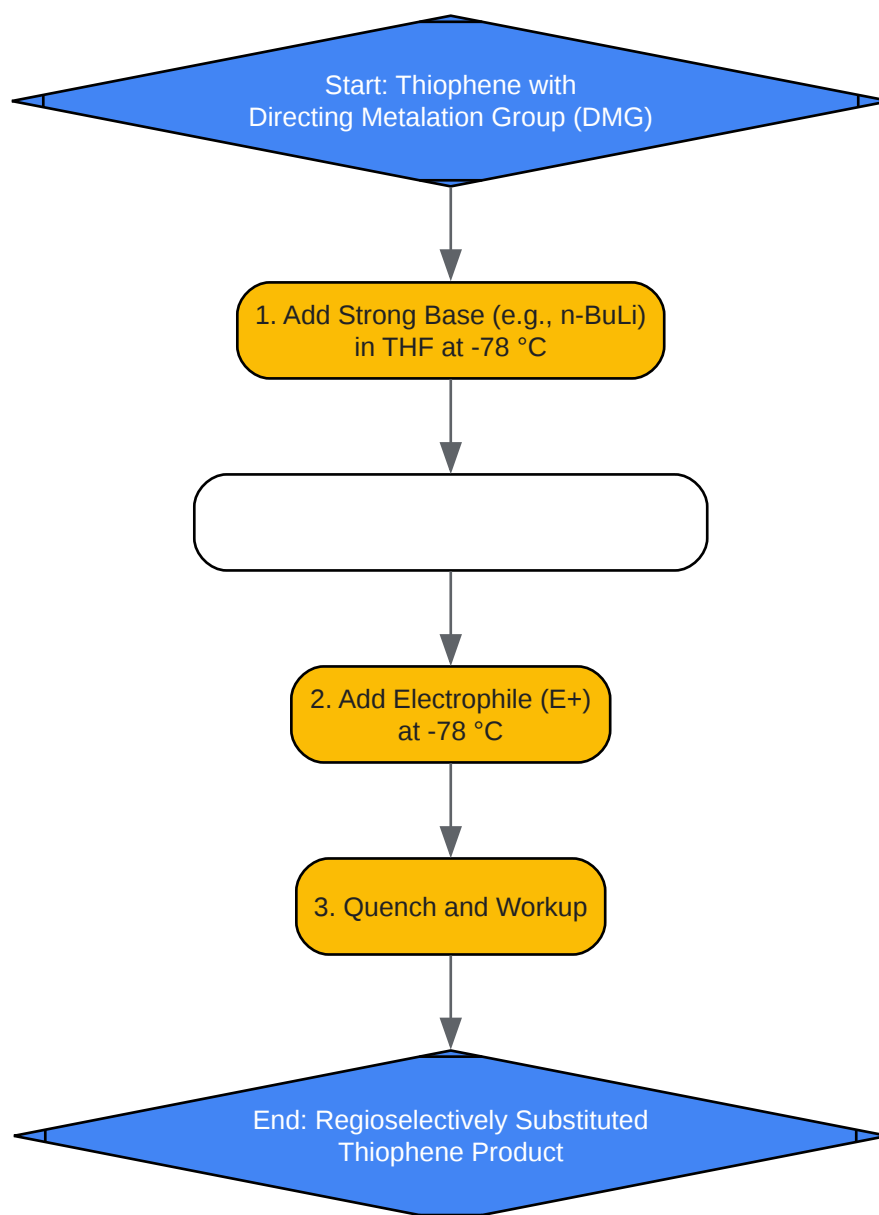 Start: Thiophene with
Directing Metalation Group (DMG)
1. Add Strong Base (e.g., n-BuLi)
in THF at -78 °C
2. Add Electrophile (E+)
at -78 °C
3. Quench and Workup
End: Regioselectively Substituted
Thiophene Product